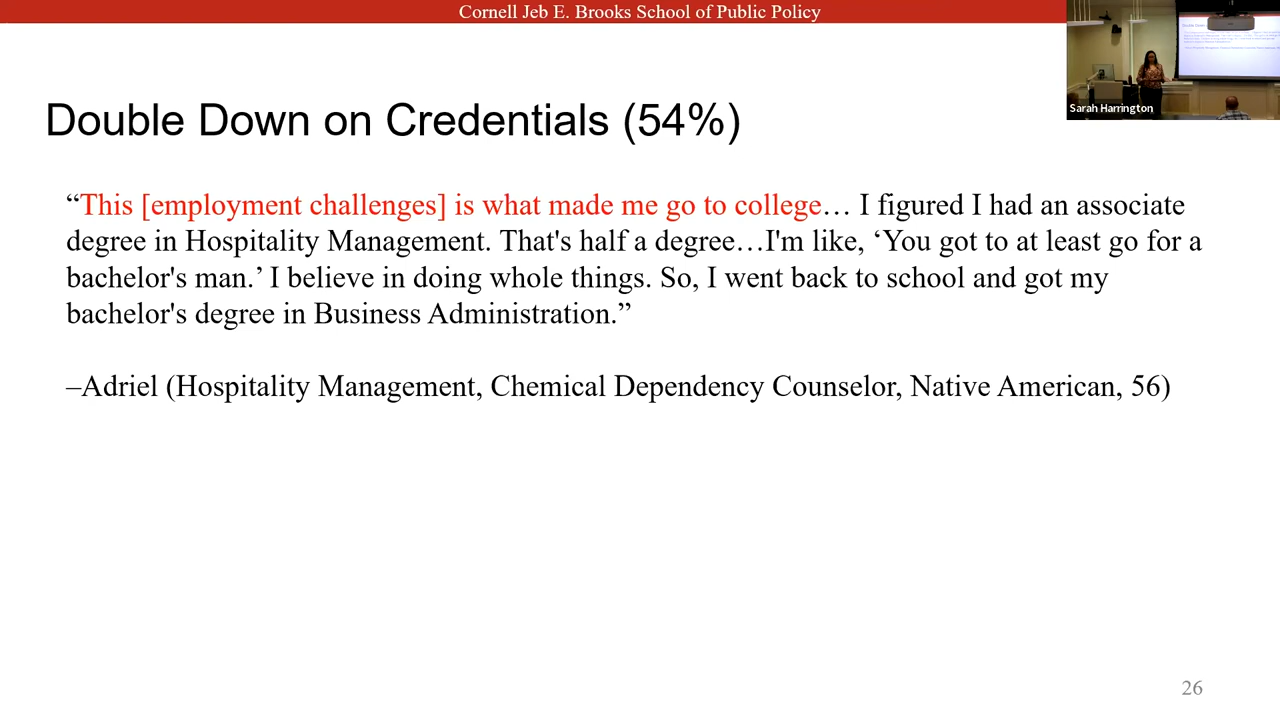 Cornell Jeb E. Brooks School of Public Policy
Sarah Harrington
Double Down on Credentials (54%)
“This [employment challenges] is what made me go to college… I figured I had an associate
degree in Hospitality Management. That's half a degree…I'm like, ‘You got to at least go for a
bachelor's man.’ I believe in doing whole things. So, I went back to school and got my
bachelor's degree in Business Administration.”
–Adriel (Hospitality Management, Chemical Dependency Counselor, Native American, 56)
26